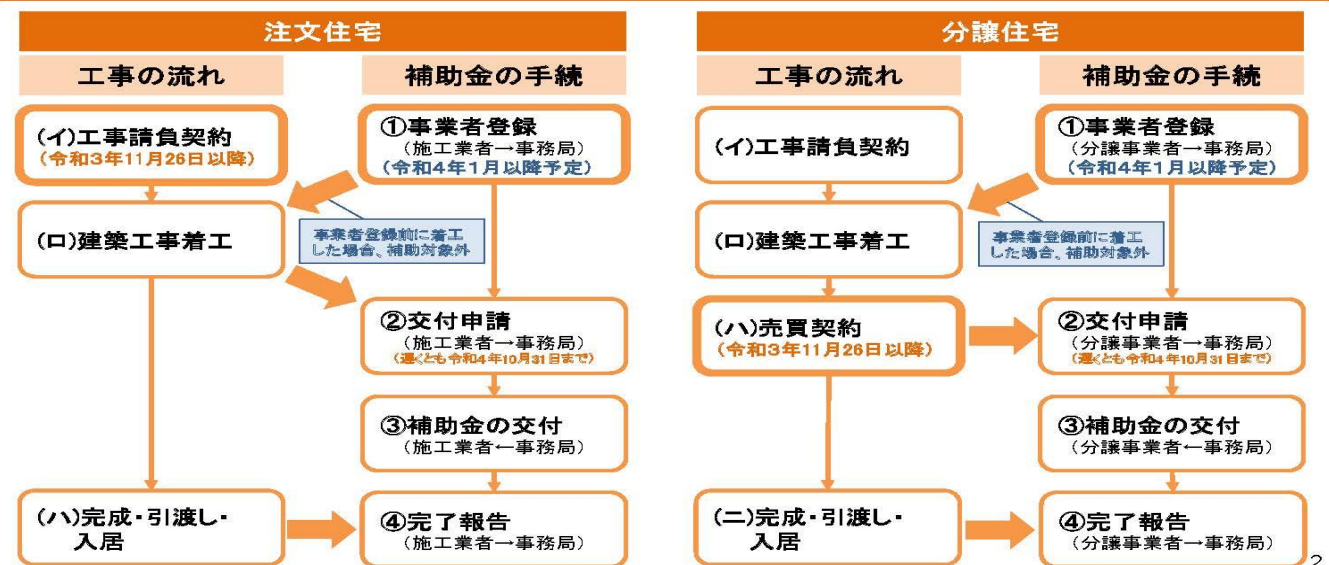 注文住宅
工事の流れ
補助金の手続
(イ)工事請負契約
(令和3年11月26日以降)
①事業者登録
(施工業者→事務局)
(令和4年1月以降予定)
(ロ)建築工事着工
事業者登録前に着工
した場合、補助対象外
②交付申請
(施工業者→事務局)
(遅くとも令和4年10月31日まで)
③補助金の交付
(施工業者←事務局)
(ハ)完成・引渡し・
入居
④完了報告
(施工業者→事務局)
分譲住宅
工事の流れ
補助金の手続
(イ)工事請負契約
①事業者登録
(分譲事業者→事務局)
(令和4年1月以降予定)
(ロ)建築工事着工
事業者登録前に着工
した場合、補助対象外
(ハ)売買契約
(令和3年11月26日以降)
②交付申請
(分譲事業者→事務局)
(遅くとも令和4年10月31日まで)
③補助金の交付
(分譲事業者←事務局)
(ニ)完成・引渡し・
入居
④完了報告
(分譲事業者→事務局)
2